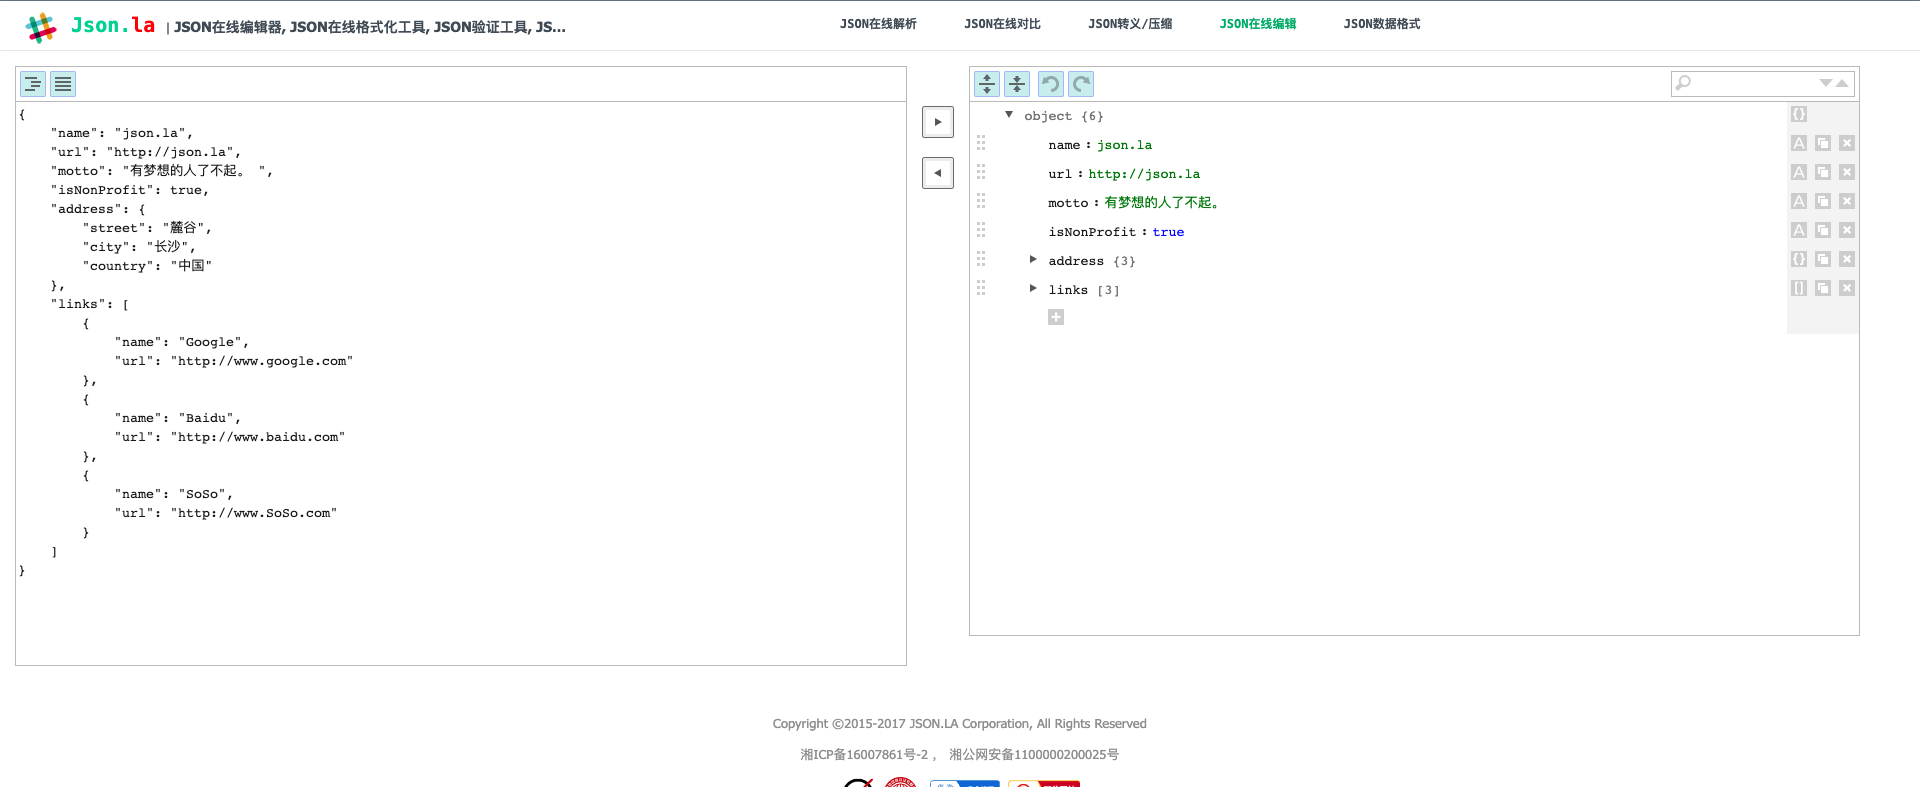 Json.la | JSON在线编辑器, JSON在线格式化工具, JSON验证工具, JS...
JSON在线解析 JSON在线对比 JSON转义/压缩 JSON在线编辑 JSON数据格式
{
"name": "json.la",
"url": "http://json.la",
"motto": "有梦想的人了不起。 ",
"isNonProfit": true,
"address": {
"street": "麓谷",
"city": "长沙",
"country": "中国"
},
"links": [
{
"name": "Google",
"url": "http://www.google.com"
},
{
"name": "Baidu",
"url": "http://www.baidu.com"
},
{
"name": "SoSo",
"url": "http://www.SoSo.com"
}
]
}
object {6}
name : json.la
url : http://json.la
motto : 有梦想的人了不起。
isNonProfit : true
address {3}
links [3]
Copyright ©2015-2017 JSON.LA Corporation, All Rights Reserved
湘ICP备16007861号-2 , 湘公网安备1100000200025号